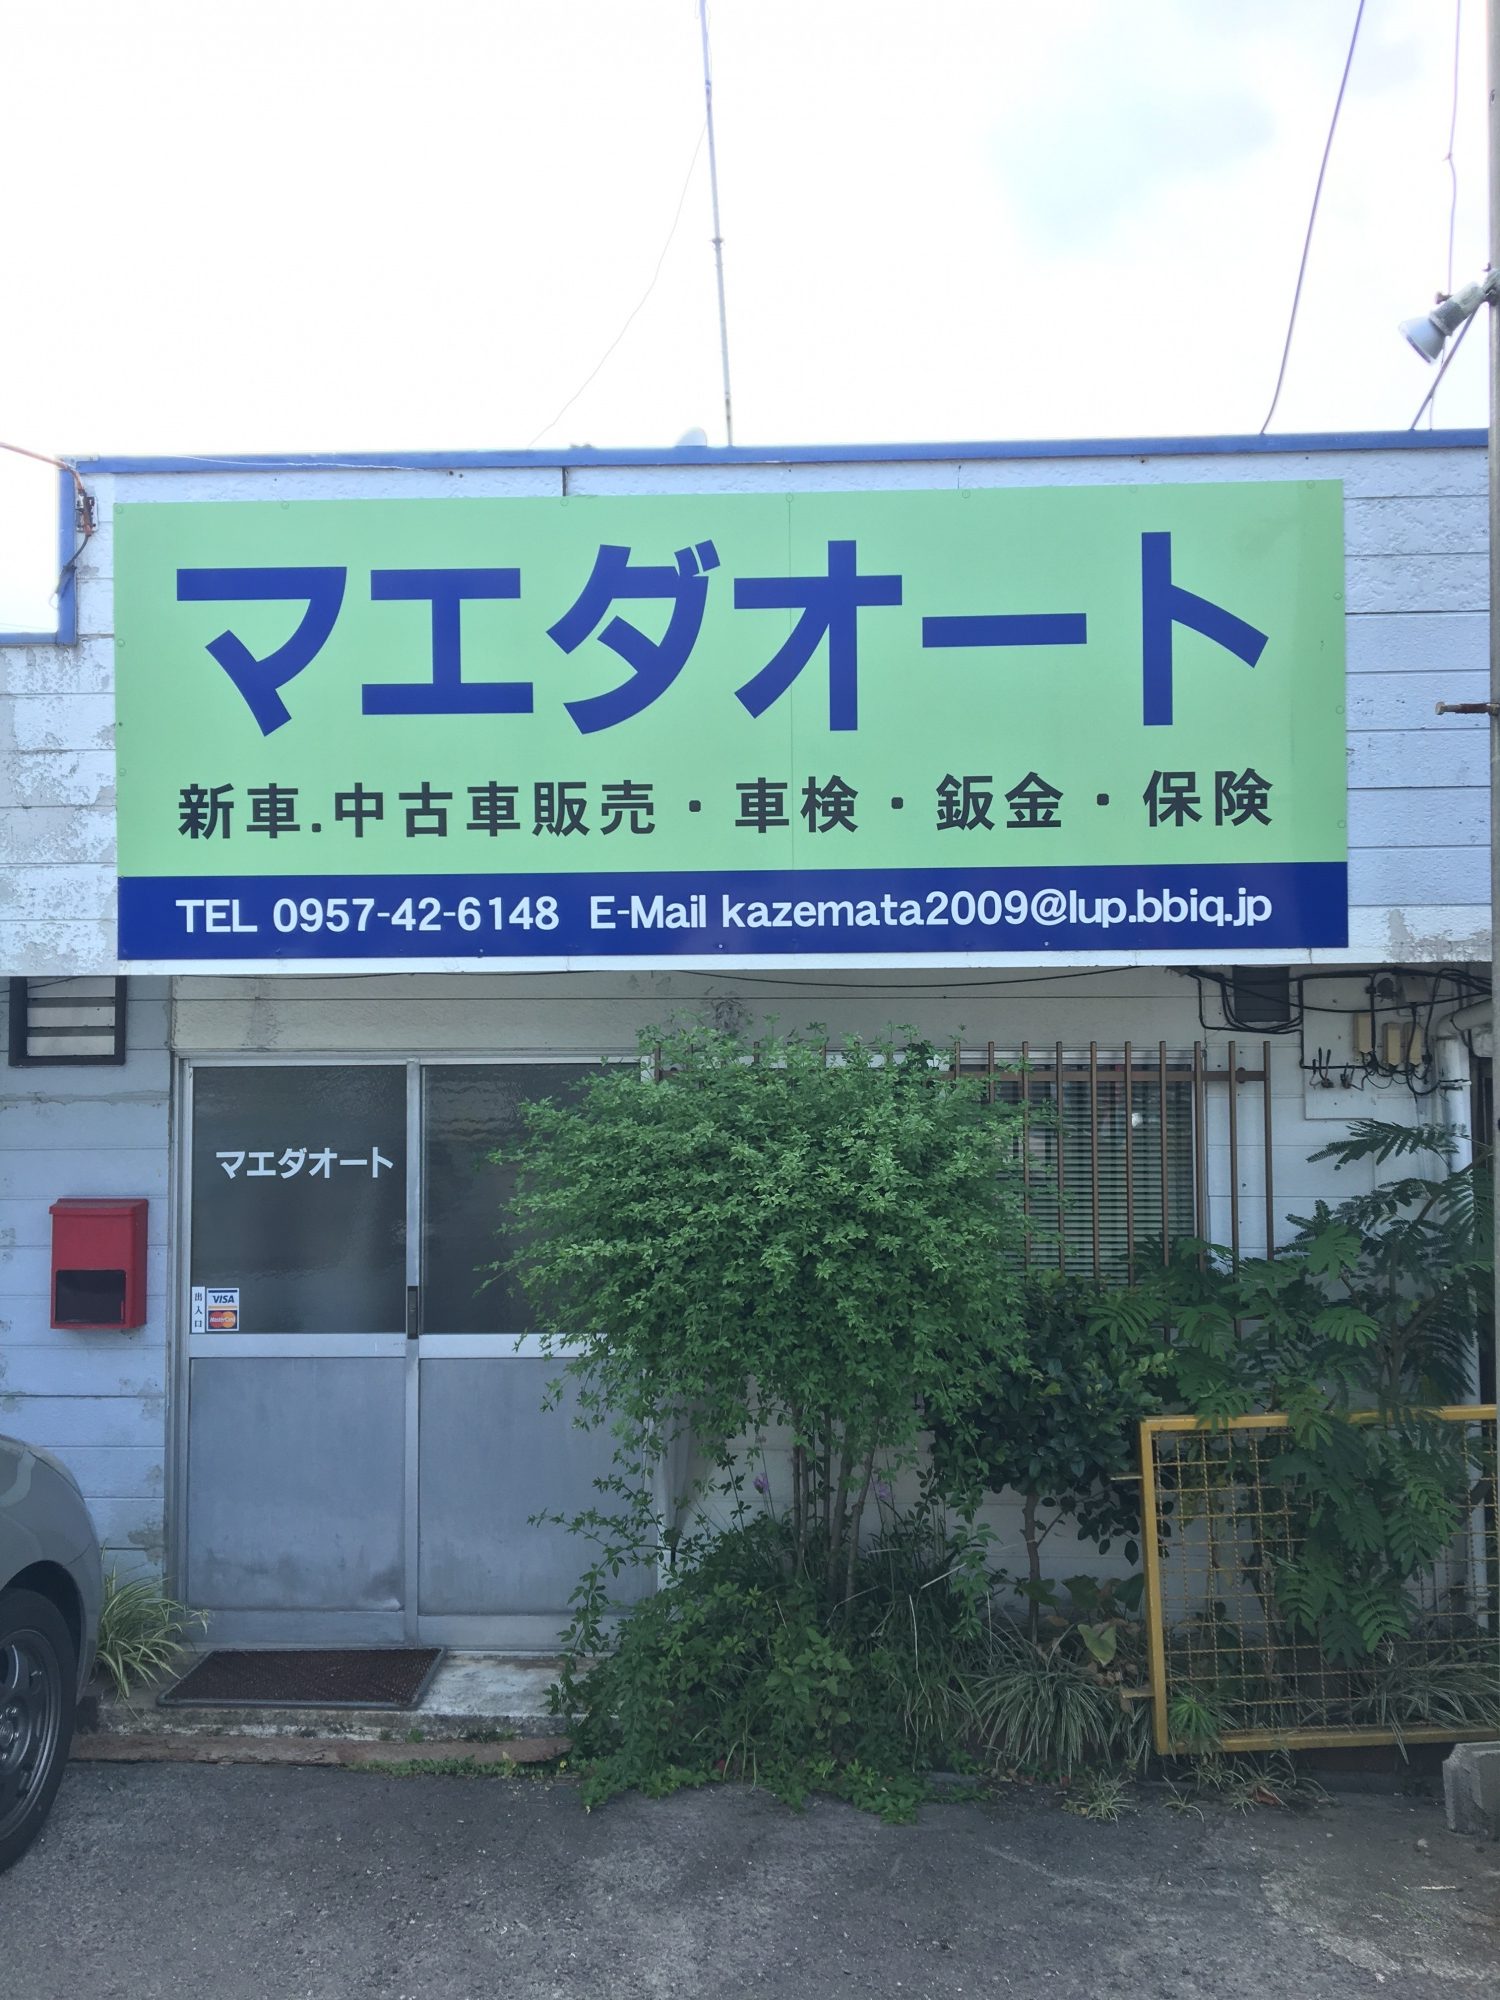 マエダオート
新車.中古車販売・車検・鈑金・保険
TEL 0957-42-6148 E-Mail kazemata2009@lup.bbiq.jp
マエダオート
出入口
VISA
MasterCard